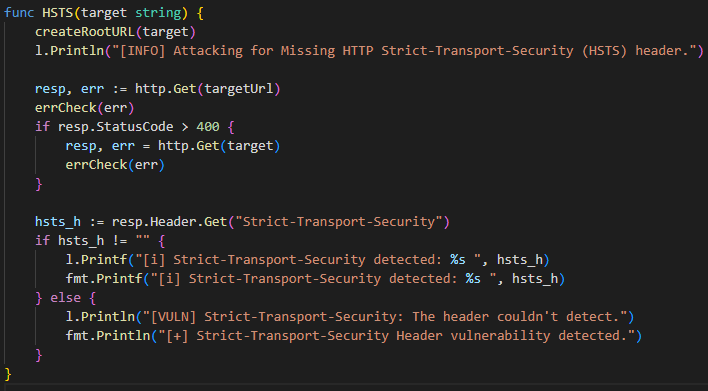 func HSTS(target string) {
    createRootURL(target)
    l.Println("[INFO] Attacking for Missing HTTP Strict-Transport-Security (HSTS) header.")

    resp, err := http.Get(targetUrl)
    errCheck(err)
    if resp.StatusCode > 400 {
        resp, err = http.Get(target)
        errCheck(err)
    }

    hsts_h := resp.Header.Get("Strict-Transport-Security")
    if hsts_h != "" {
        l.Printf("[i] Strict-Transport-Security detected: %s ", hsts_h)
        fmt.Printf("[i] Strict-Transport-Security detected: %s ", hsts_h)
    } else {
        l.Println("[VULN] Strict-Transport-Security: The header couldn't detect.")
        fmt.Println("[+] Strict-Transport-Security Header vulnerability detected.")
    }
}